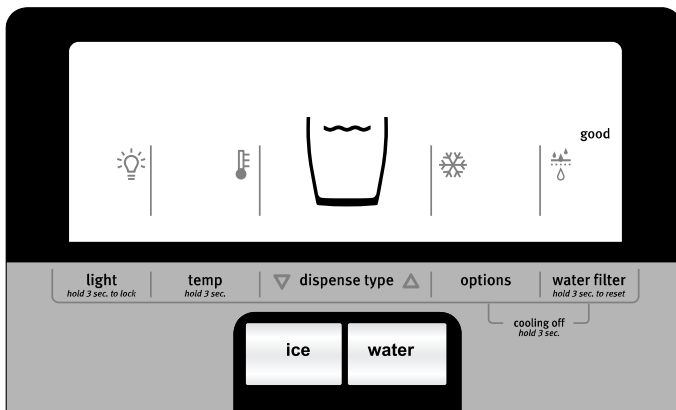 good
light
hold 3 sec. to lock
temp
hold 3 sec.
dispense type
options
water filter
hold 3 sec. to reset
cooling off
hold 3 sec.
ice
water